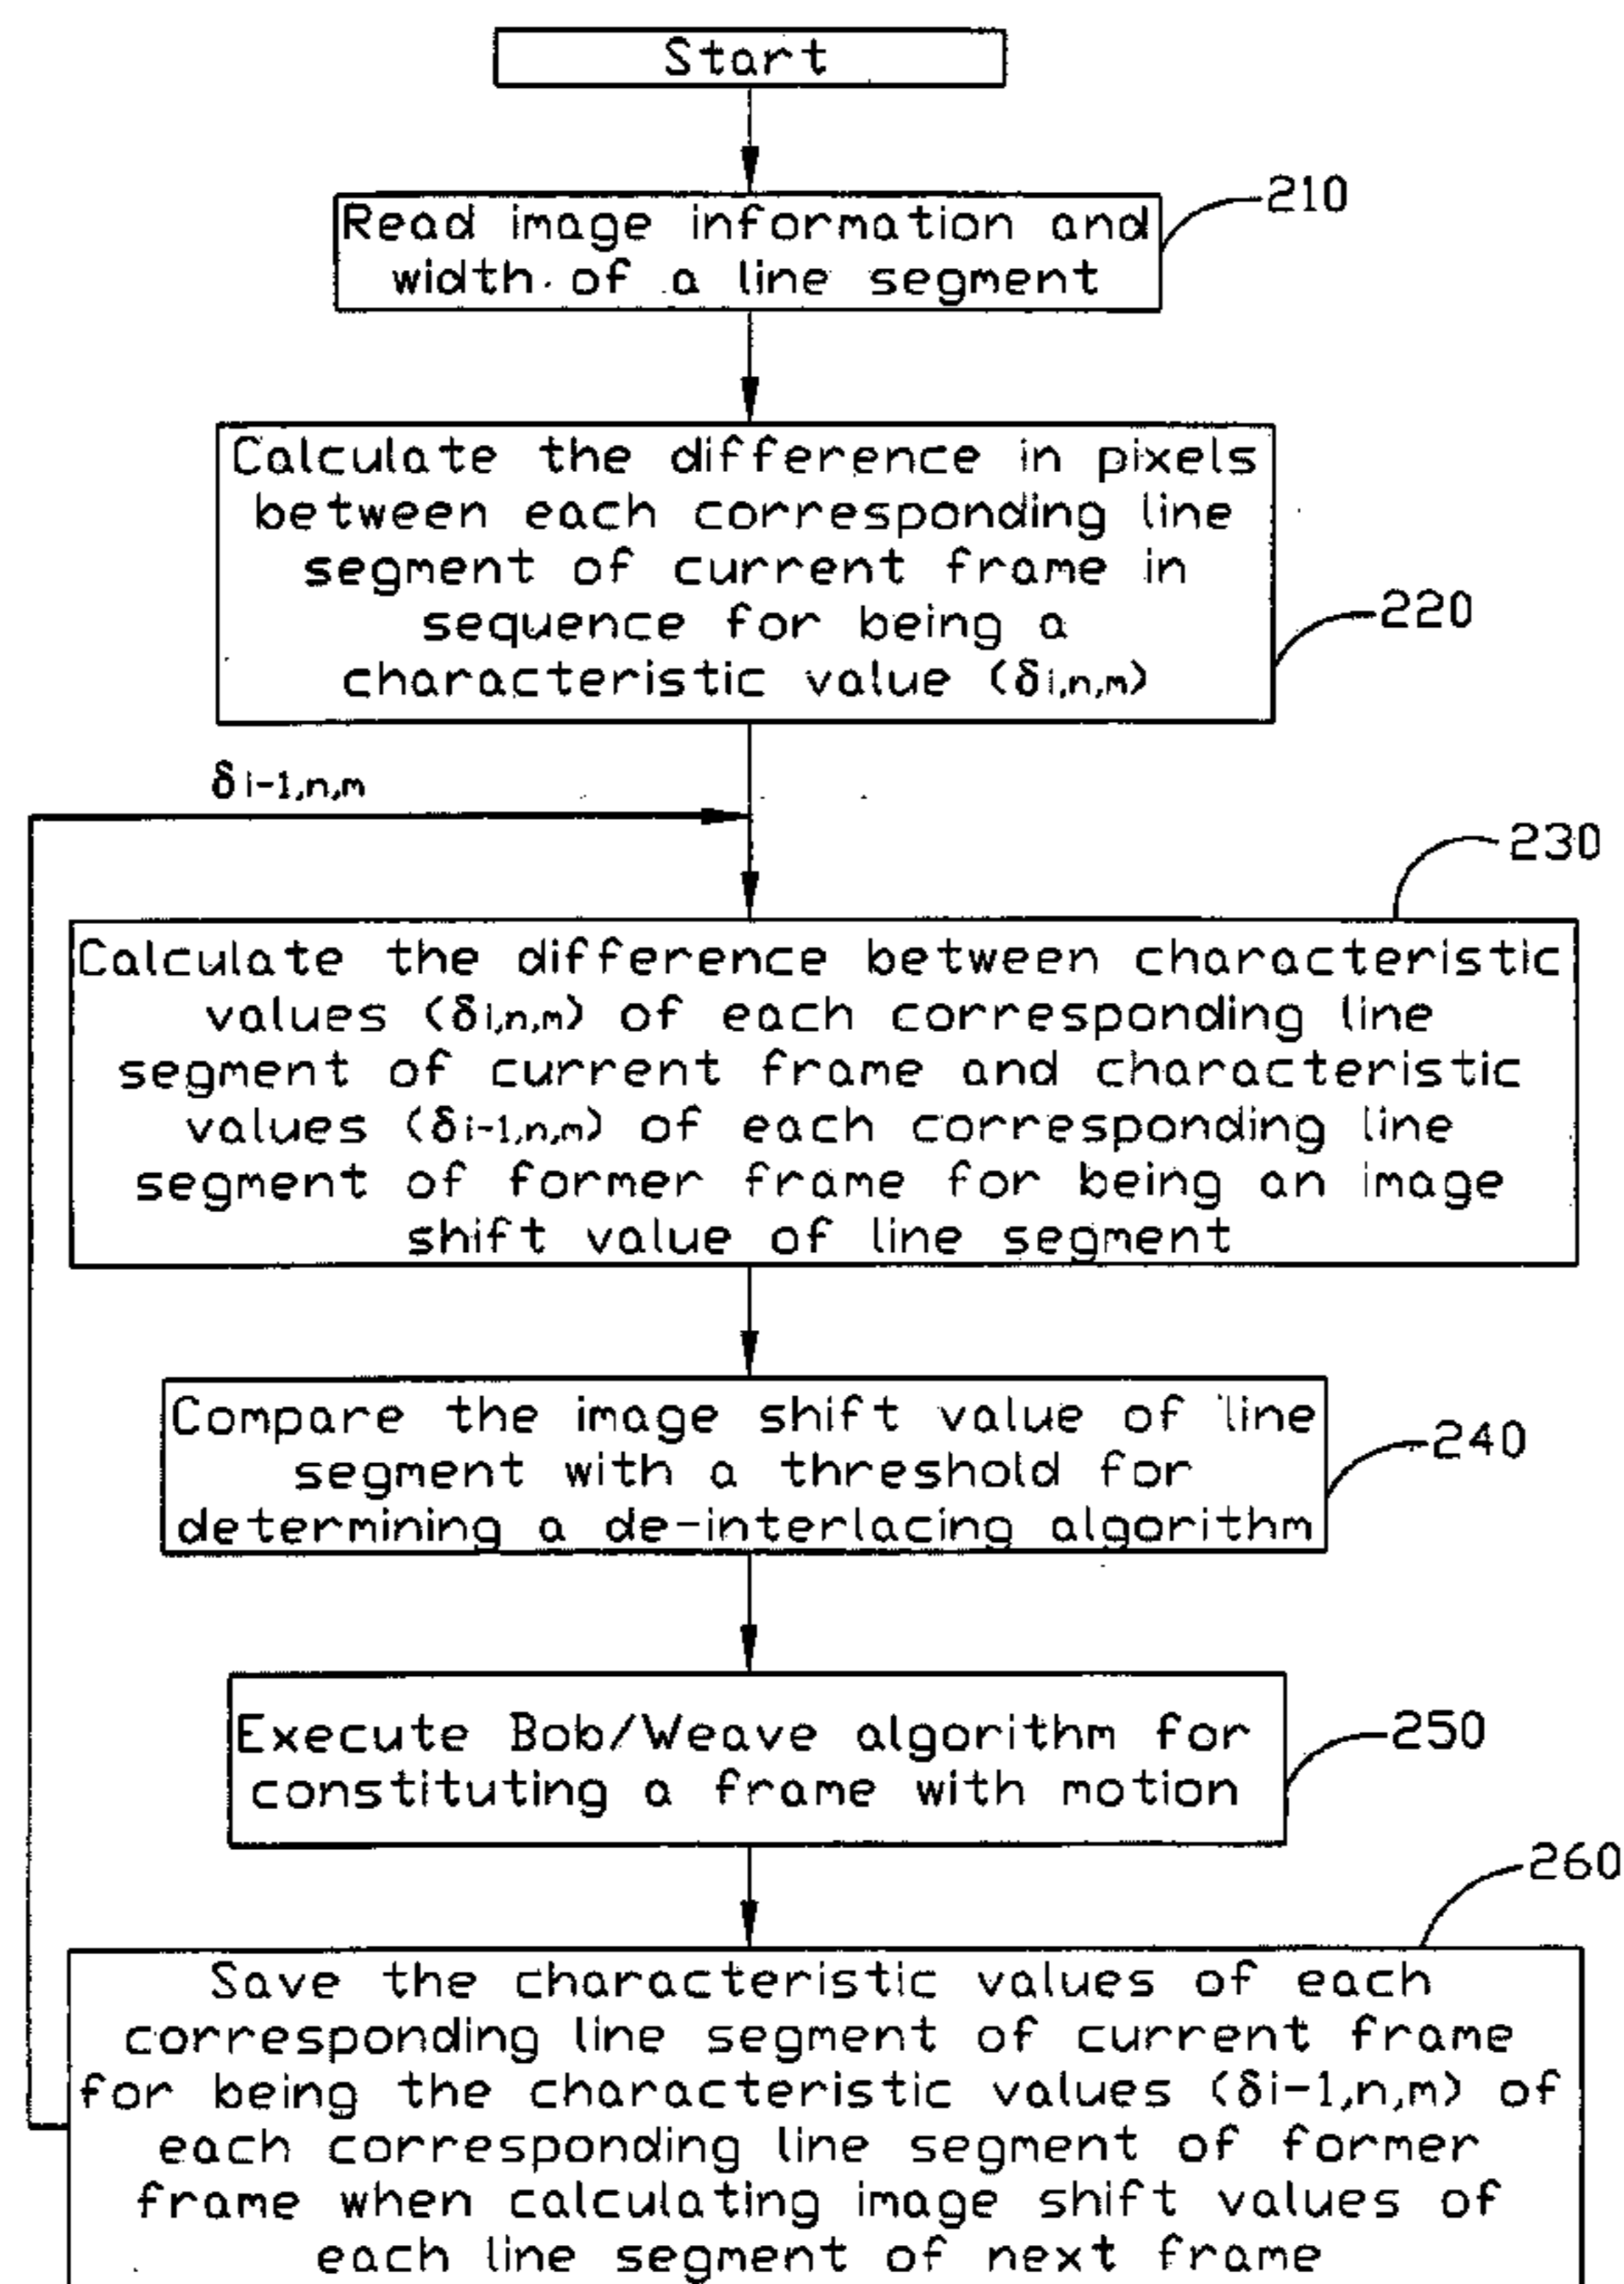 Start
Read image information and
width of a line segment
210
Calculate the difference in pixels
between each corresponding line
segment of current frame in
sequence for being a
characteristic value (δi,n,m)
220
δi-1,n,m
230
Calculate the difference between characteristic
values (δi,n,m) of each corresponding line
segment of current frame and characteristic
values (δi-1,n,m) of each corresponding line
segment of former frame for being an image
shift value of line segment
Compare the image shift value of line
segment with a threshold for
determining a de-interlacing algorithm
240
Execute Bob/Weave algorithm for
constituting a frame with motion
250
260
Save the characteristic values of each
corresponding line segment of current frame
for being the characteristic values (δi-1,n,m) of
each corresponding line segment of former
frame when calculating image shift values of
each line segment of next frame